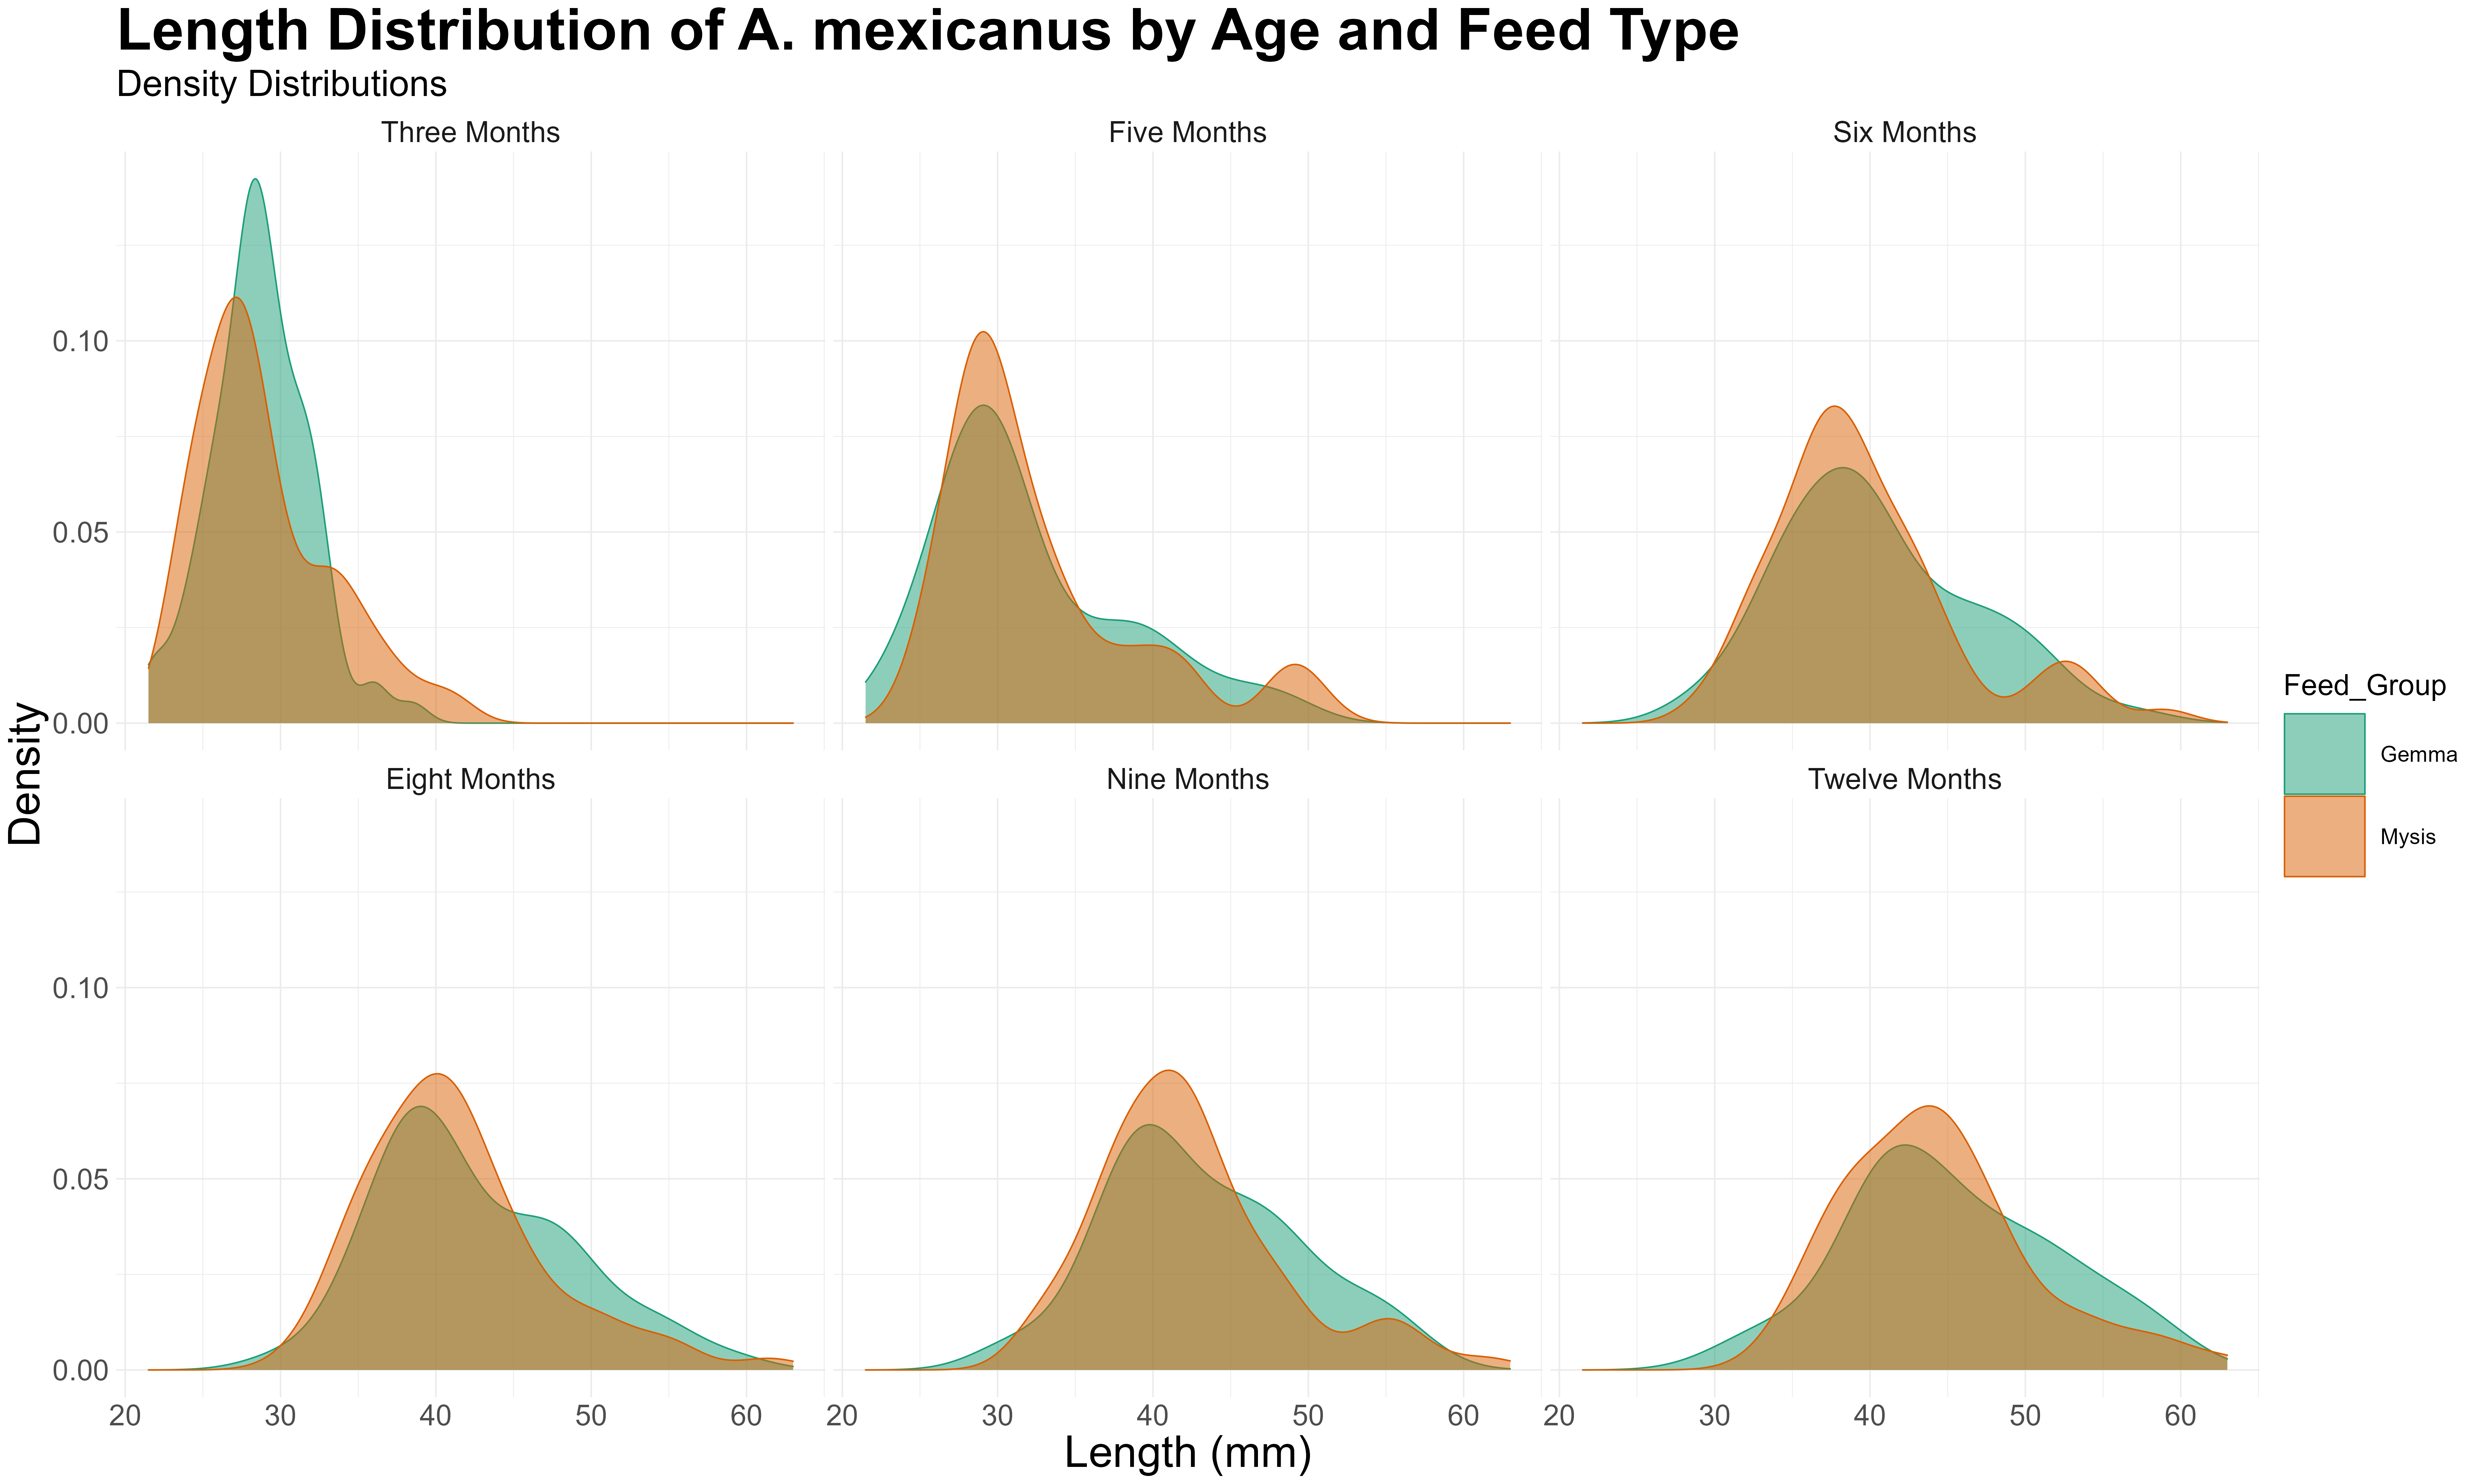 Length Distribution of A. mexicanus by Age and Feed Type
Density Distributions
Three Months
Five Months
Six Months
0.10
0.05
0.00
Density
Eight Months
Nine Months
Twelve Months
0.10
0.05
0.00
20 30 40 50 60
20 30 40 50 60
20 30 40 50 60
Length (mm)
Feed_Group
Gemma
Mysis